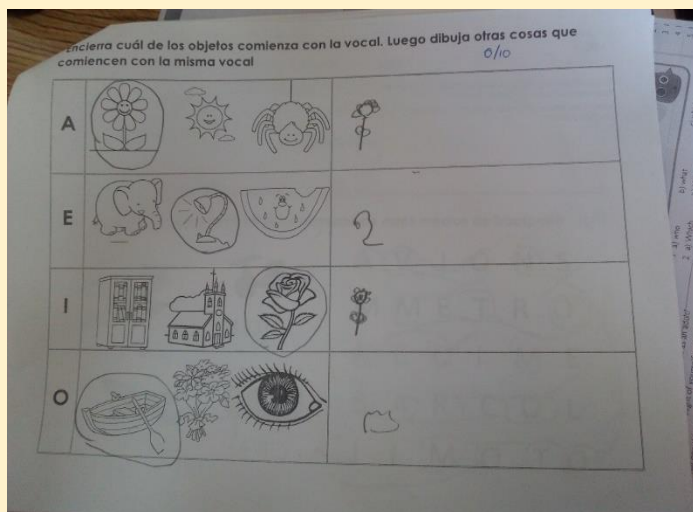 Encierra cuál de los objetos comienza con la vocal. Luego dibuja otras cosas que
comiencen con la misma vocal
0/10
A
E
I
O